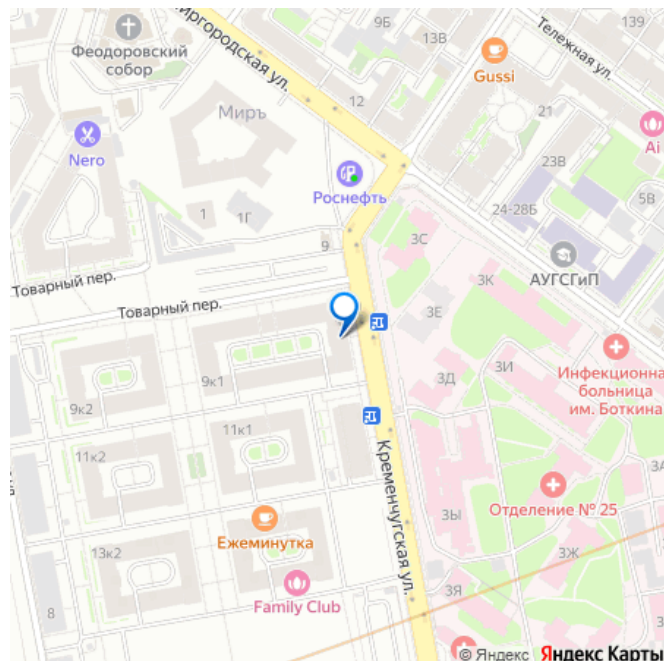 Феодоровский
собор
Миргородская ул.
9Б
13В
139
Тележная ул.
Gussi
Миръ
12
21
Ai
Nero
23В
Роснефть
24-28Б
5В
1
1Г
9
3С
АУГСГиП
3К
Товарный пер.
Товарный пер.
3Е
Инфекционна
больница
им. Боткина
3Д
3И
9к1
9к2
11к1
11к2
Кременчугская ул.
3А
Отделение № 25
3Ы
Ежеминутка
13к2
3Ж
3Я
8
Family Club
© Яндекс Яндекс Карты